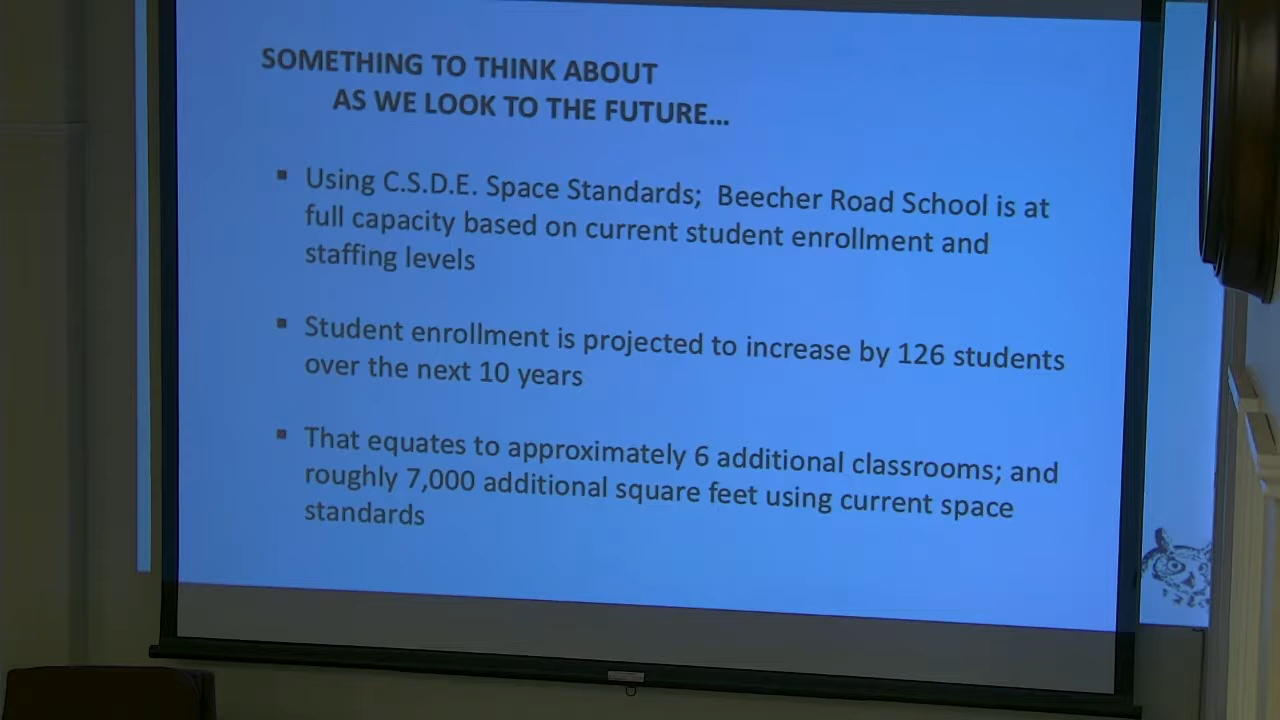 SOMETHING TO THINK ABOUT
AS WE LOOK TO THE FUTURE...
▪ Using C.S.D.E. Space Standards;  Beecher Road School is at
full capacity based on current student enrollment and
staffing levels
▪ Student enrollment is projected to increase by 126 students
over the next 10 years
▪ That equates to approximately 6 additional classrooms; and
roughly 7,000 additional square feet using current space
standards